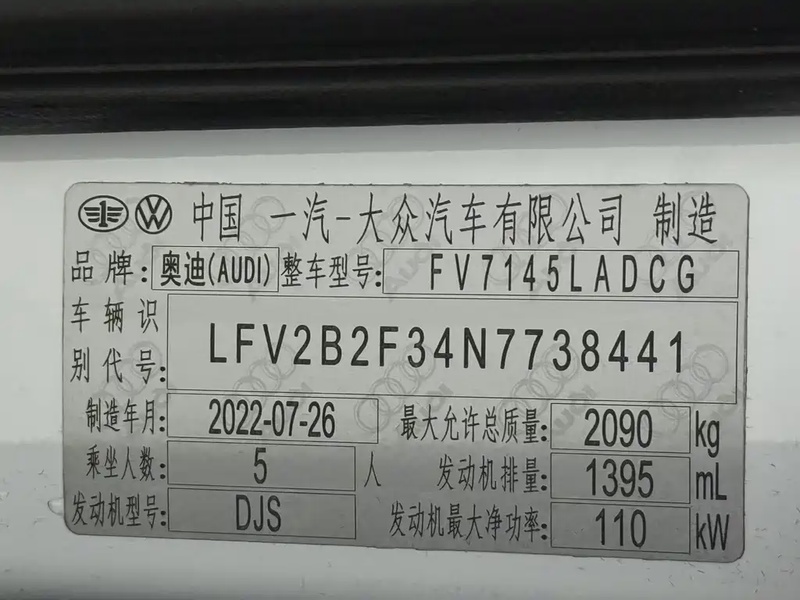 中国 一汽-大众汽车有限公司 制造
品牌: 奥迪(AUDI) 整车型号: FV7145LADCG
车辆识别代号: LFV2B2F34N7738441
制造年月: 2022-07-26 最大允许总质量: 2090 kg
乘坐人数: 5 人 发动机排量: 1395 mL
发动机型号: DJS 发动机最大净功率: 110 kW